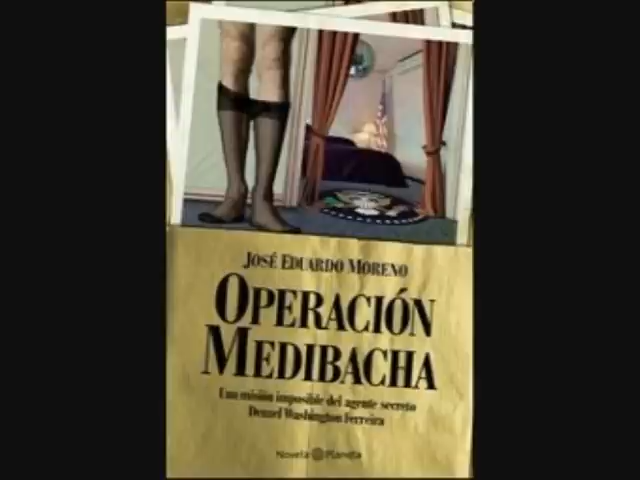 JOSÉ EDUARDO MORENO
OPERACIÓN
MEDIBACHA
Una misión imposible del agente secreto
Denzel Washington Ferreira
Novela Planeta